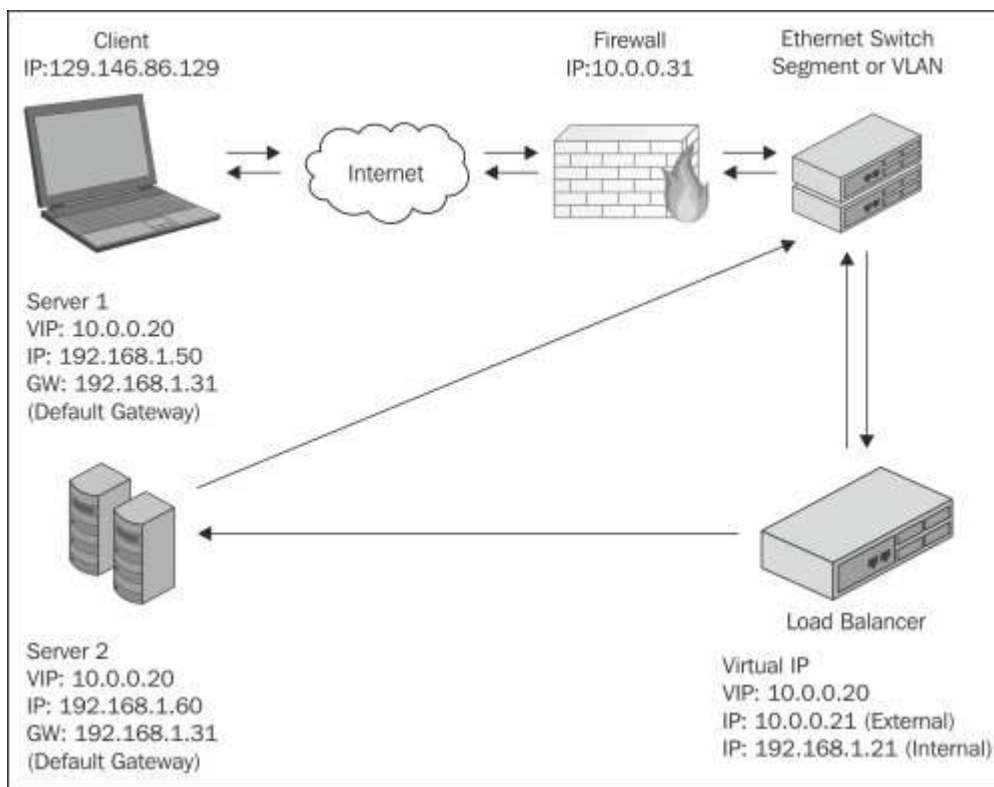 Client
IP:129.146.86.129
Firewall
IP:10.0.0.31
Ethernet Switch
Segment or VLAN
Internet
Server 1
VIP: 10.0.0.20
IP: 192.168.1.50
GW: 192.168.1.31
(Default Gateway)
Load Balancer
Server 2
VIP: 10.0.0.20
IP: 192.168.1.60
GW: 192.168.1.31
(Default Gateway)
Virtual IP
VIP: 10.0.0.20
IP: 10.0.0.21 (External)
IP: 192.168.1.21 (Internal)